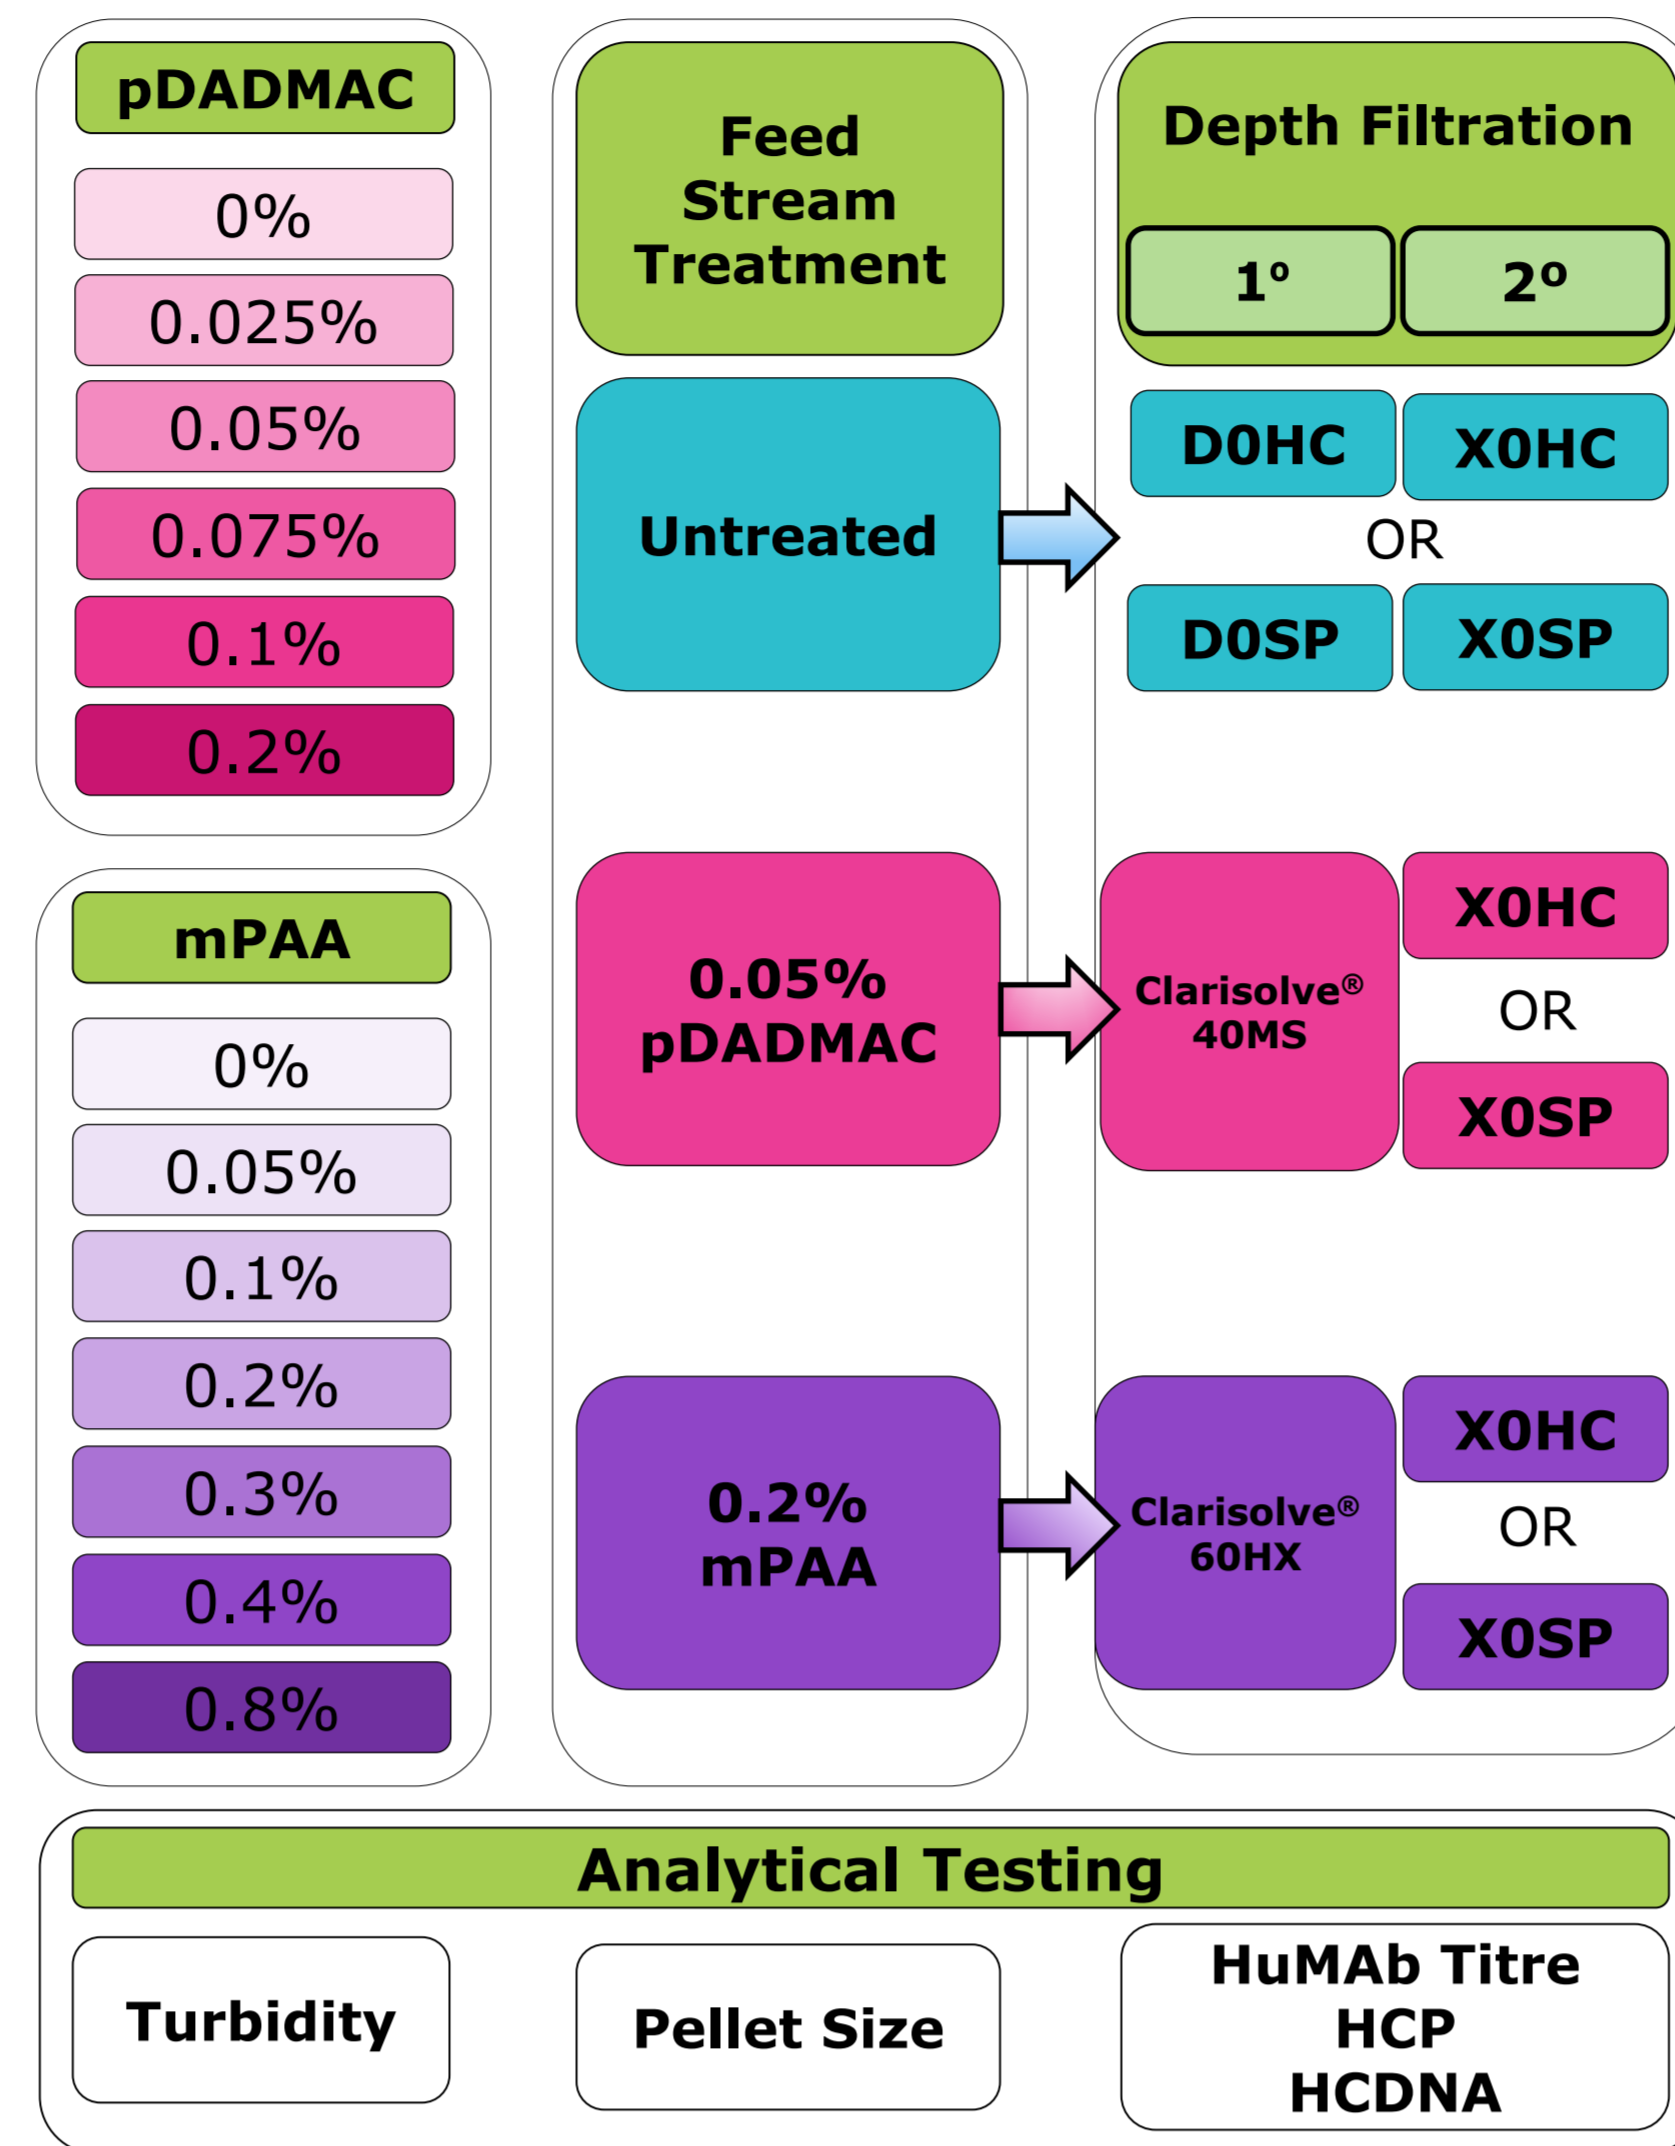 pDADMAC
0%
0.025%
0.05%
0.075%
0.1%
0.2%
mPAA
0%
0.05%
0.1%
0.2%
0.3%
0.4%
0.8%
Feed
Stream
Treatment
Untreated
0.05%
pDADMAC
0.2%
mPAA
Depth Filtration
1º 2º
D0HC X0HC
OR
D0SP X0SP
Clarisolve®
40MS
X0HC
OR
X0SP
Clarisolve®
60HX
X0HC
OR
X0SP
Analytical Testing
Turbidity
Pellet Size
HuMAb Titre
HCP
HCDNA